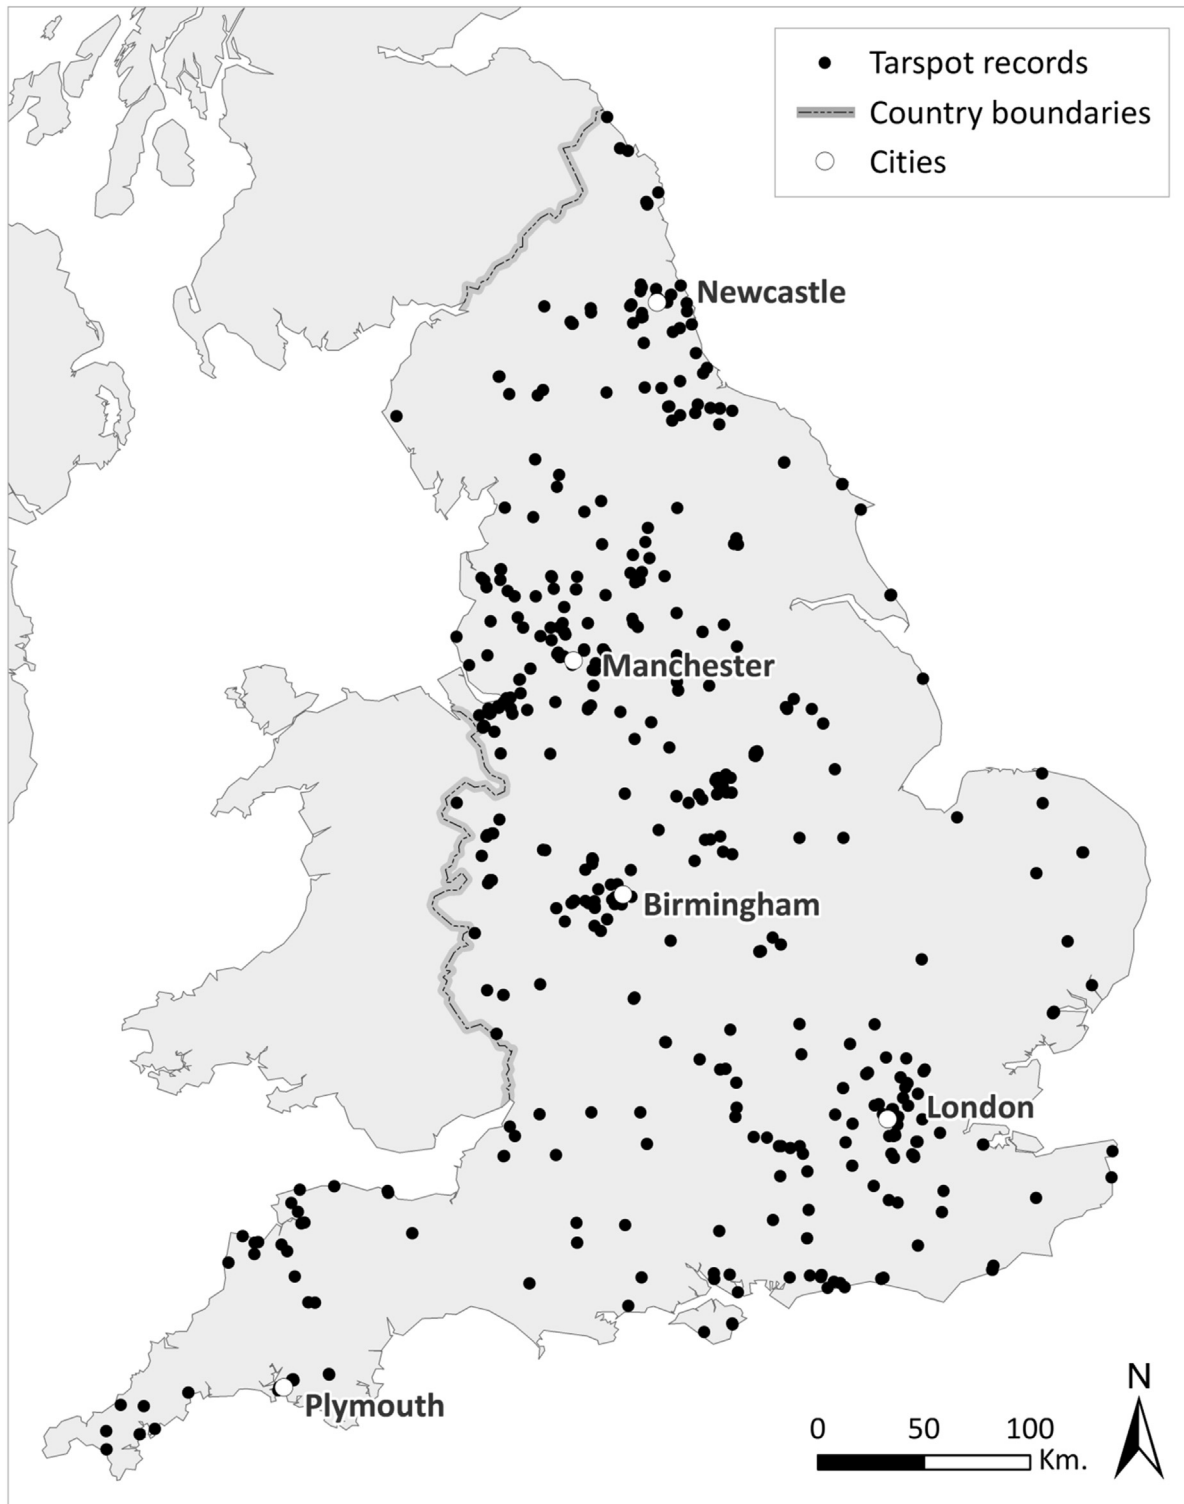 Tarspot records
Country boundaries
Cities
Newcastle
Manchester
Birmingham
London
Plymouth
N
0 50 100
Km.